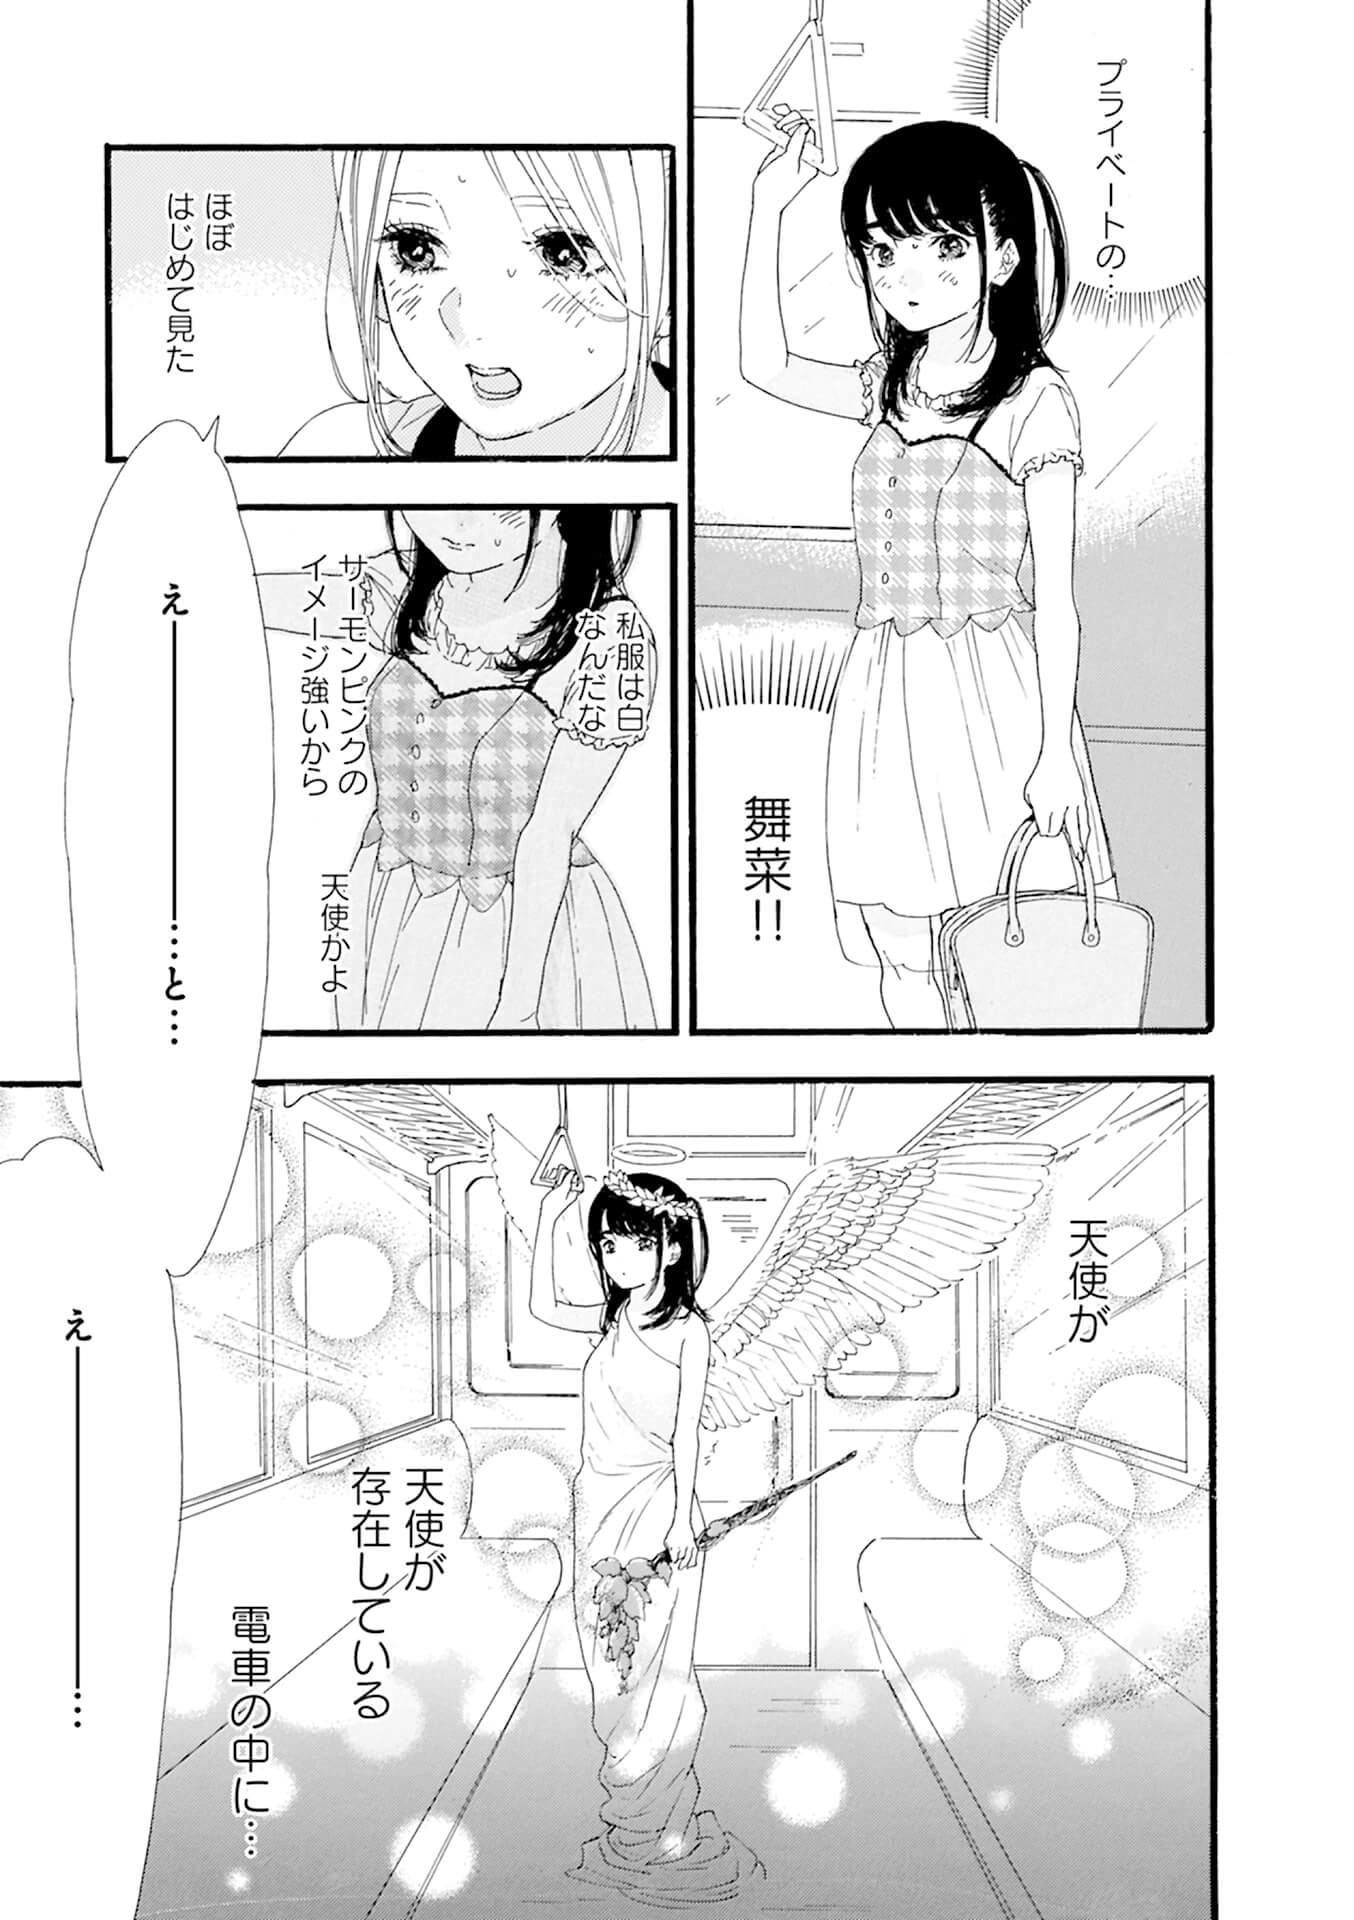 プライベートの…
舞菜!!
ほぼ
はじめて見た
私服は白
なんだな
サーモンピンクの
イメージ強いから
天使かよ
え―――……と…
天使が
天使が
存在している
電車の中に…
え―――…